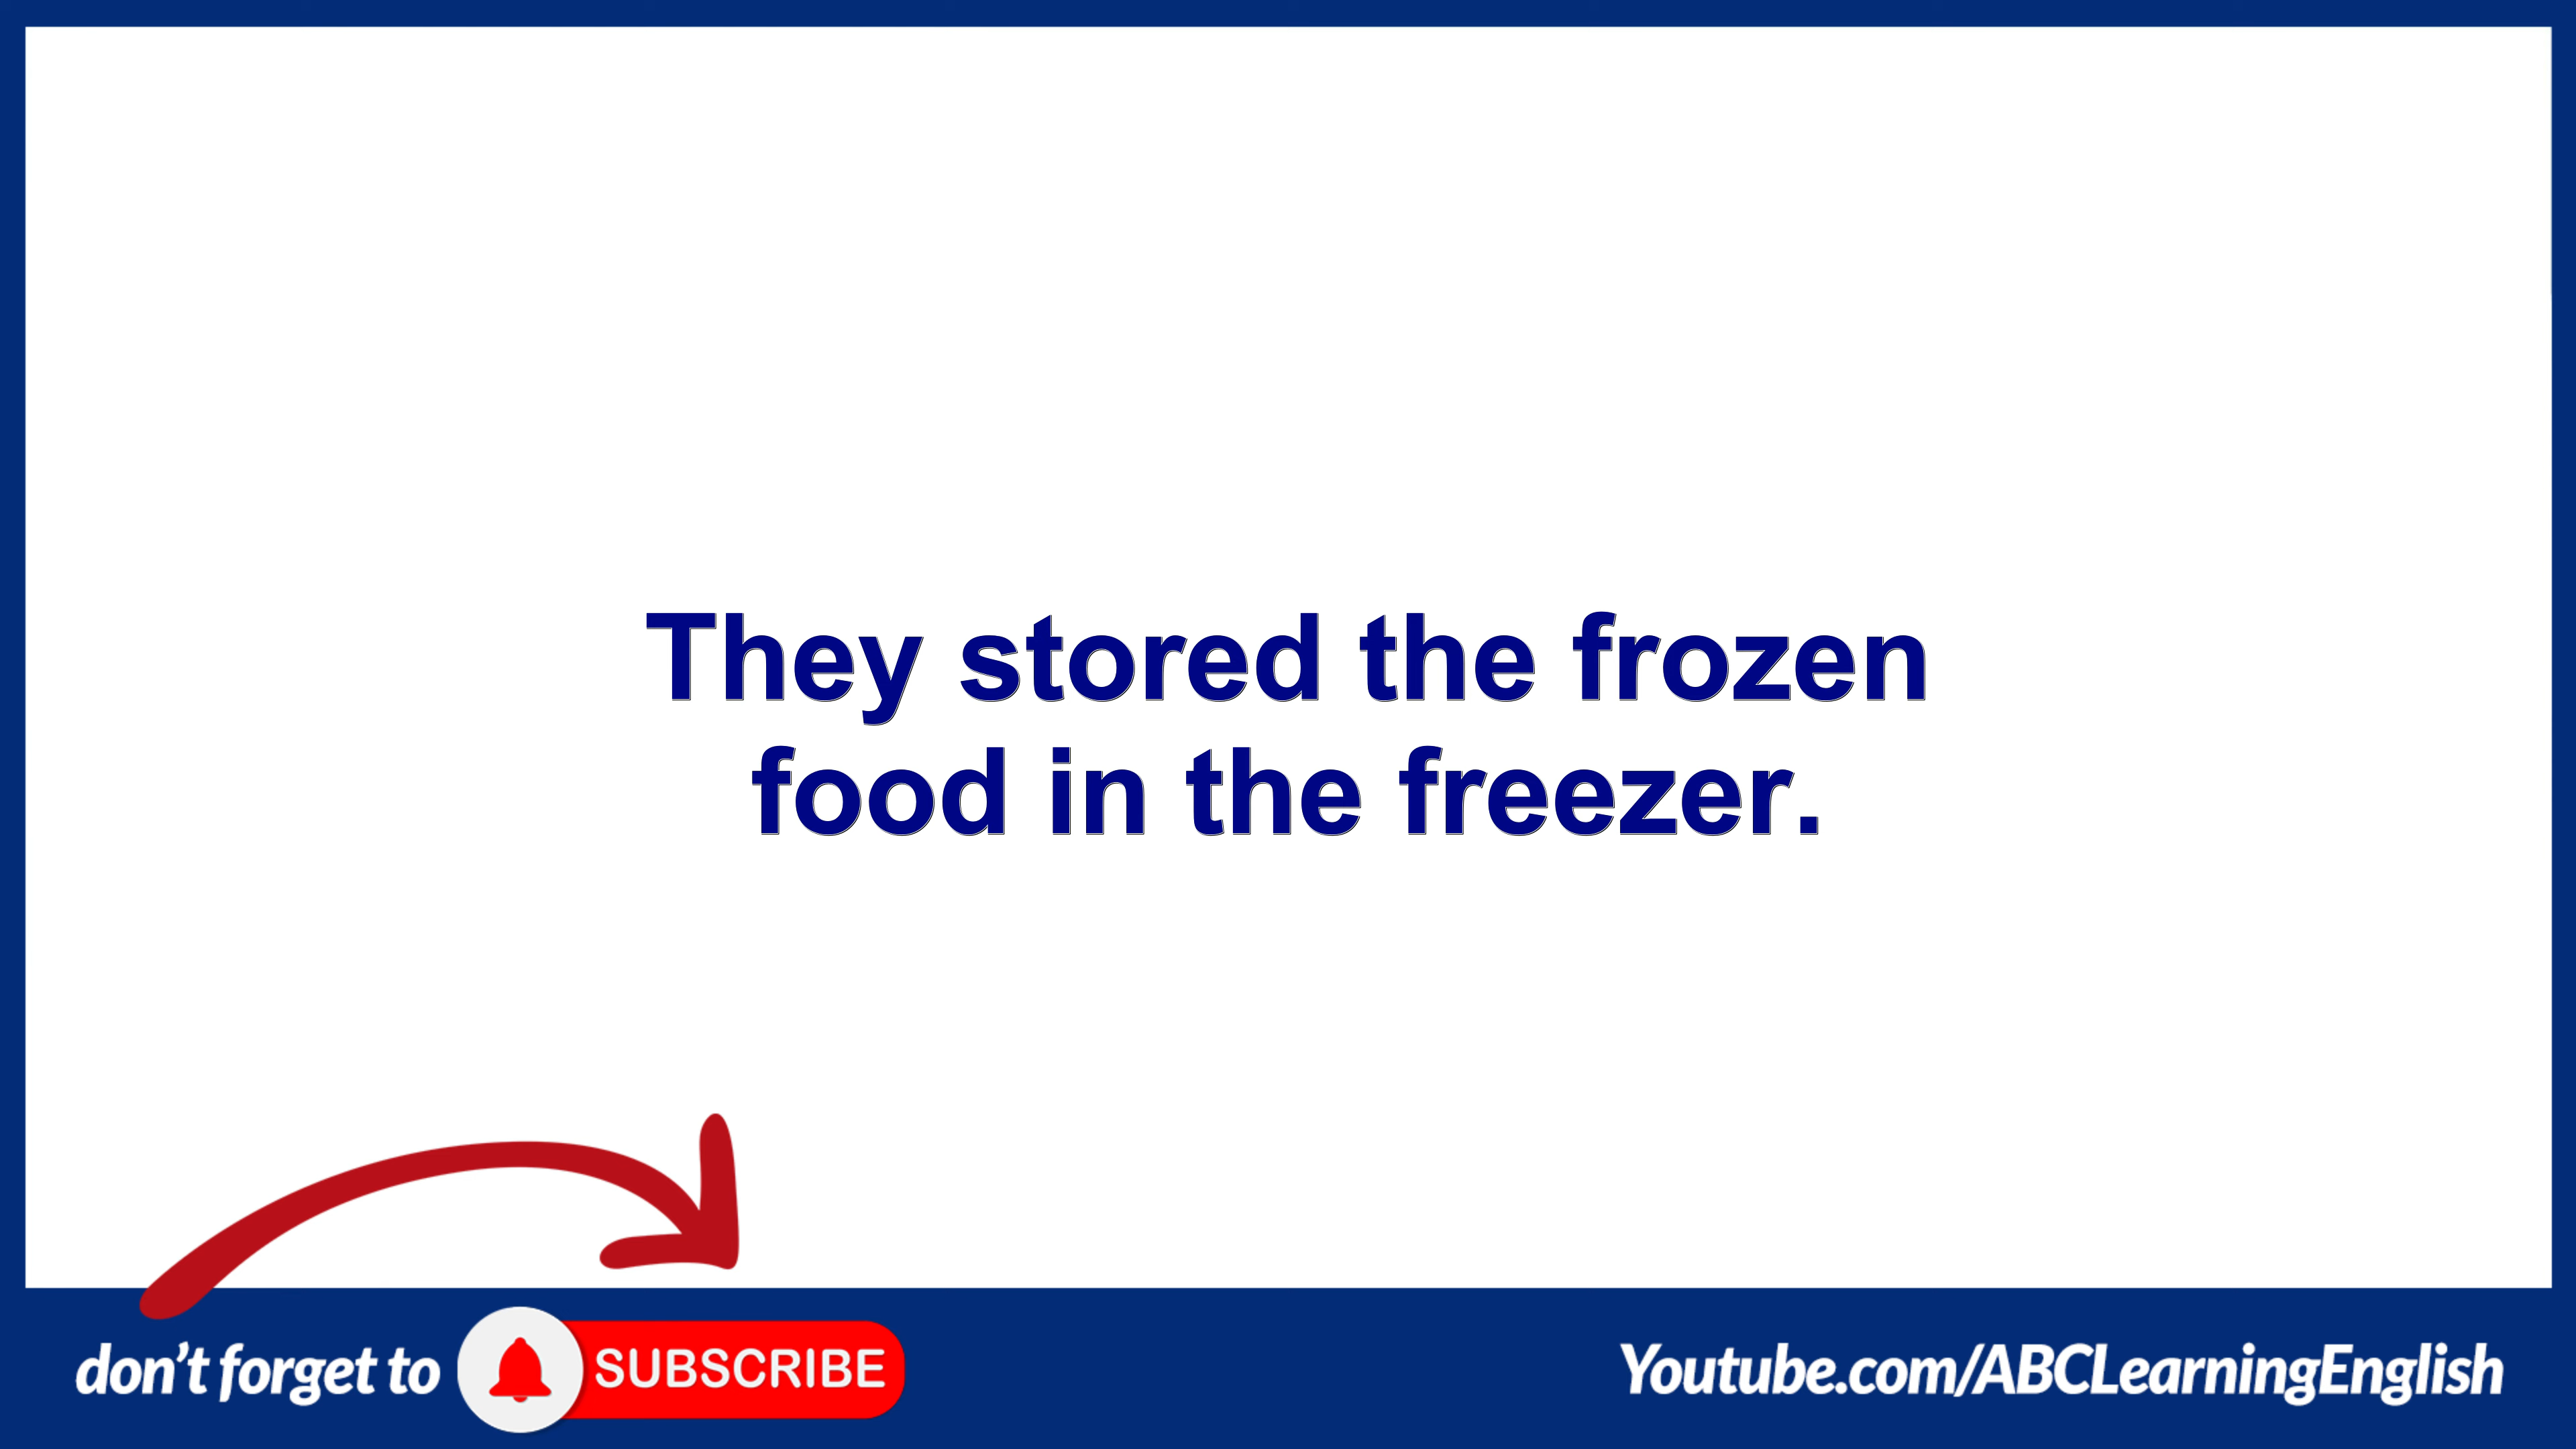 They stored the frozen
food in the freezer.
don't forget to SUBSCRIBE
Youtube.com/ABCLearningEnglish